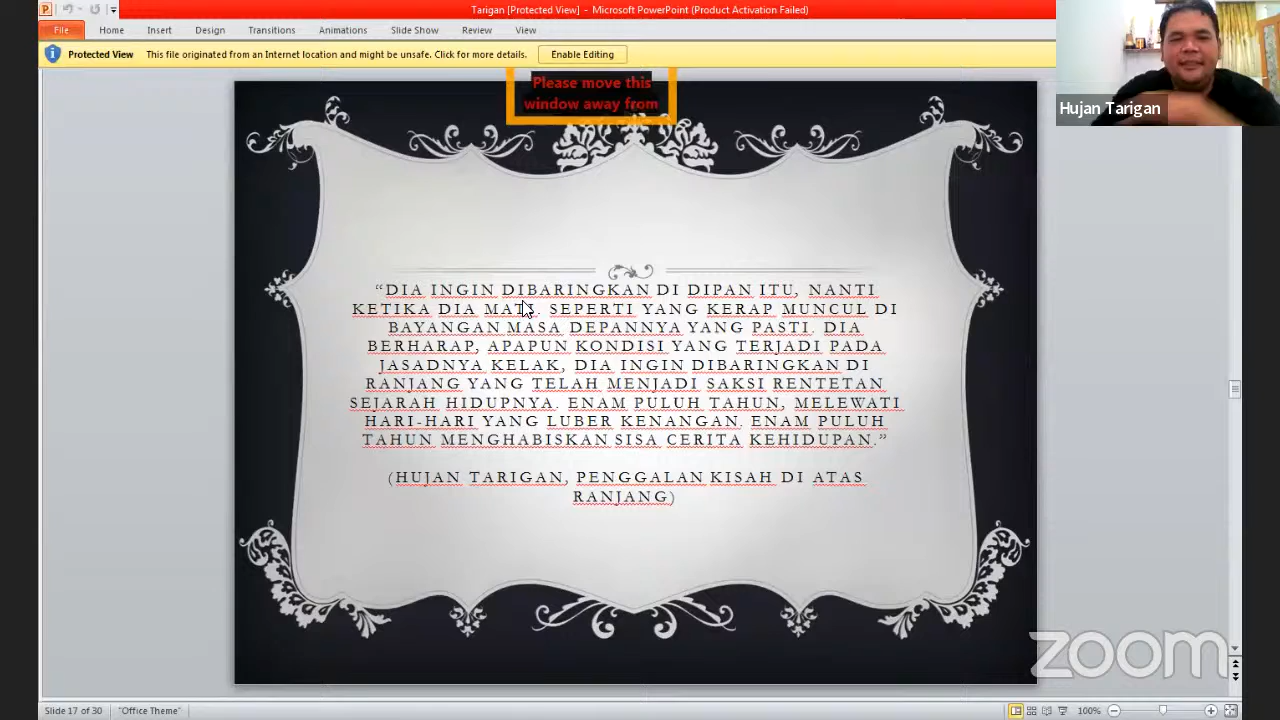 Tarigan [Protected View] - Microsoft PowerPoint (Product Activation Failed)
File Home Insert Design Transitions Animations Slide Show Review View
Protected View This file originated from an Internet location and might be unsafe. Click for more details. Enable Editing
Please move this
window away from
Hujan Tarigan
“DIA INGIN DIBARINGKAN DI DIPAN ITU, NANTI
KETIKA DIA MATI. SEPERTI YANG KERAP MUNCUL DI
BAYANGAN MASA DEPANNYA YANG PASTI. DIA
BERHARAP, APAPUN KONDISI YANG TERJADI PADA
JASADNYA KELAK, DIA INGIN DIBARINGKAN DI
RANJANG YANG TELAH MENJADI SAKSI RENTETAN
SEJARAH HIDUPNYA. ENAM PULUH TAHUN, MELEWATI
HARI-HARI YANG LUBER KENANGAN. ENAM PULUH
TAHUN MENGHABISKAN SISA CERITA KEHIDUPAN.”
(HUJAN TARIGAN, PENGGALAN KISAH DI ATAS
RANJANG)
zoom
Slide 17 of 30 "Office Theme" 100%